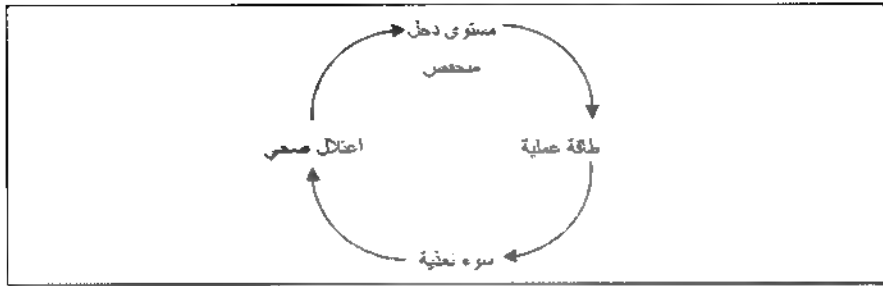 مستوى دخل
منخفض
طاقة عملية
سوء تغذية
اعتلال صحي